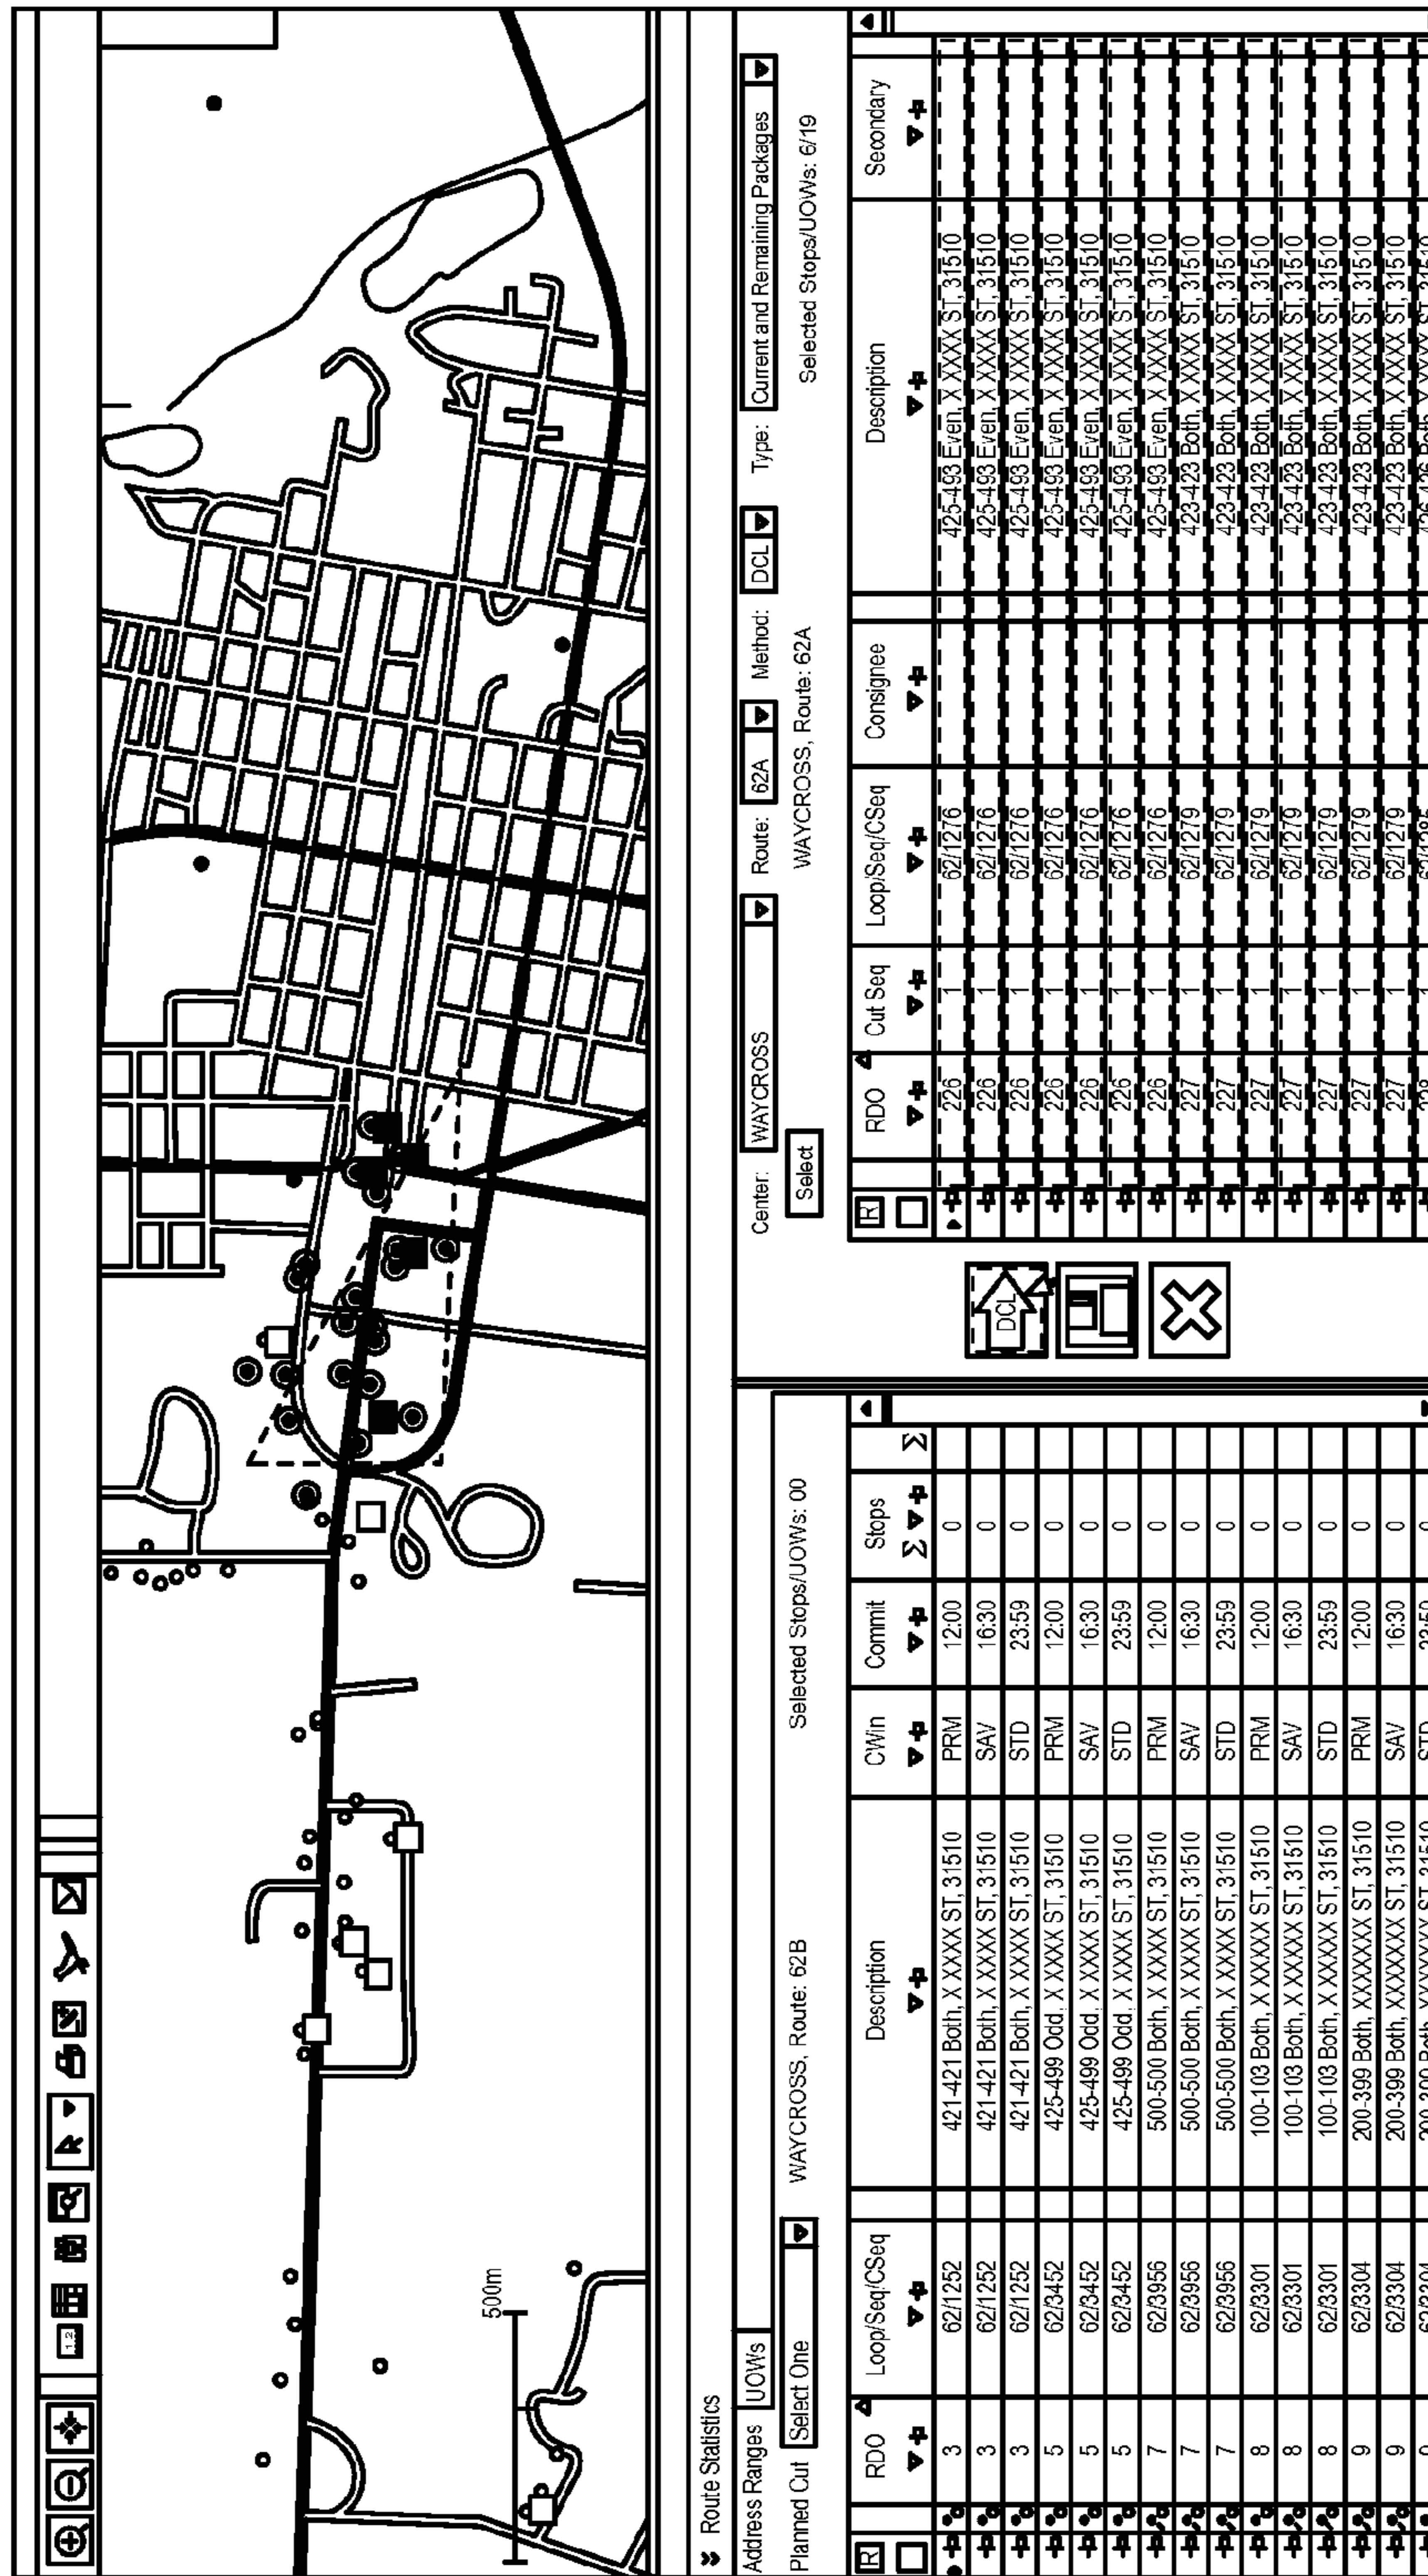 1.2
500m
Route Statistics
Address Ranges UOWs
Planned Cut Select One WAYCROSS, Route: 62B Selected Stops/UOWs: 00
R RDO Loop/Seq/CSeq Description CWin Commit Stops Σ
Σ
3 62/1252 421-421 Both, X XXXX ST, 31510 PRM 12:00 0
3 62/1252 421-421 Both, X XXXX ST, 31510 SAV 16:30 0
3 62/1252 421-421 Both, X XXXX ST, 31510 STD 23:59 0
5 62/3452 425-499 Odd, X XXXX ST, 31510 PRM 12:00 0
5 62/3452 425-499 Odd, X XXXX ST, 31510 SAV 16:30 0
5 62/3452 425-499 Odd, X XXXX ST, 31510 STD 23:59 0
7 62/3956 500-500 Both, X XXXX ST, 31510 PRM 12:00 0
7 62/3956 500-500 Both, X XXXX ST, 31510 SAV 16:30 0
7 62/3956 500-500 Both, X XXXX ST, 31510 STD 23:59 0
8 62/3301 100-103 Both, X XXXXX ST, 31510 PRM 12:00 0
8 62/3301 100-103 Both, X XXXXX ST, 31510 SAV 16:30 0
8 62/3301 100-103 Both, X XXXXX ST, 31510 STD 23:59 0
9 62/3304 200-399 Both, XXXXXXX ST, 31510 PRM 12:00 0
9 62/3304 200-399 Both, XXXXXXX ST, 31510 SAV 16:30 0
DCL
Center: WAYCROSS Route: 62A Method: DCL Type: Current and Remaining Packages
Select WAYCROSS, Route: 62A Selected Stops/UOWs: 6/19
R RDO Cut Seq Loop/Seq/CSeq Consignee Description Secondary
226 1 62/1276 425-493 Even, X XXXX ST, 31510
226 1 62/1276 425-493 Even, X XXXX ST, 31510
226 1 62/1276 425-493 Even, X XXXX ST, 31510
226 1 62/1276 425-493 Even, X XXXX ST, 31510
226 1 62/1276 425-493 Even, X XXXX ST, 31510
226 1 62/1276 425-493 Even, X XXXX ST, 31510
226 1 62/1276 425-493 Even, X XXXX ST, 31510
227 1 62/1279 423-423 Both, X XXXX ST, 31510
227 1 62/1279 423-423 Both, X XXXX ST, 31510
227 1 62/1279 423-423 Both, X XXXX ST, 31510
227 1 62/1279 423-423 Both, X XXXX ST, 31510
227 1 62/1279 423-423 Both, X XXXX ST, 31510
227 1 62/1279 423-423 Both, X XXXX ST, 31510
227 1 62/1279 423-423 Both, X XXXX ST, 31510